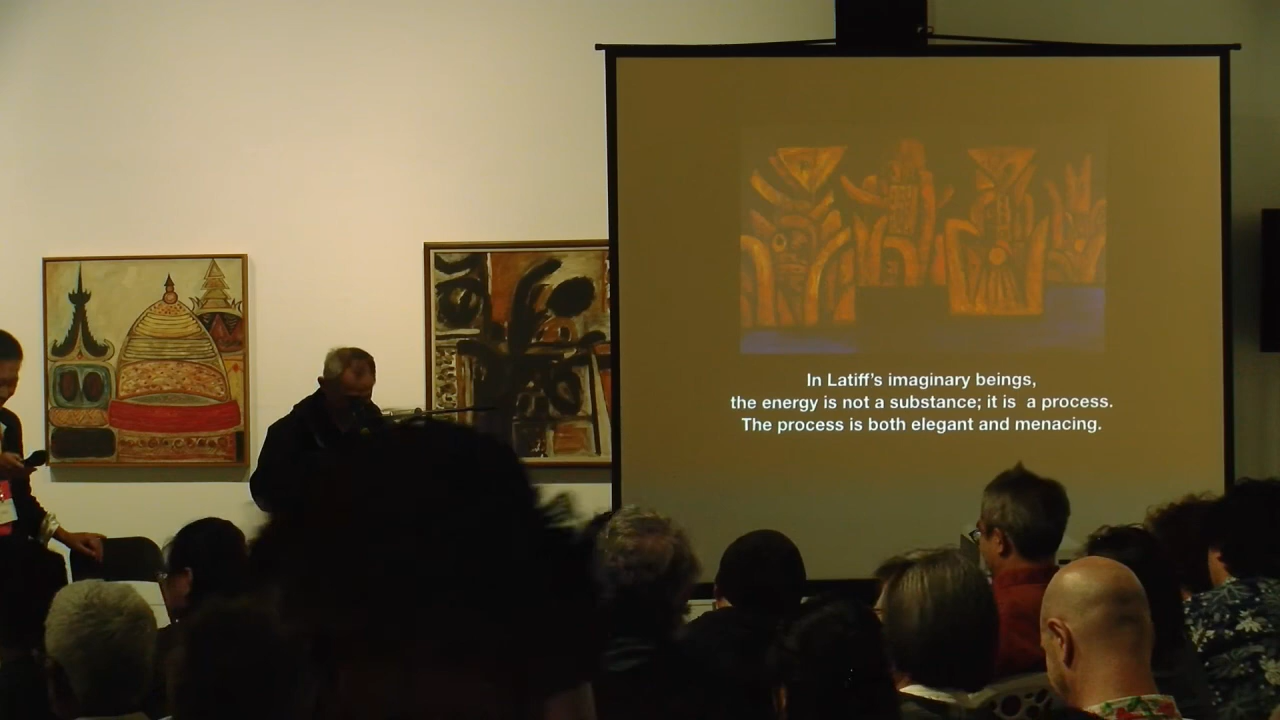 In Latiff's imaginary beings,
the energy is not a substance; it is a process.
The process is both elegant and menacing.